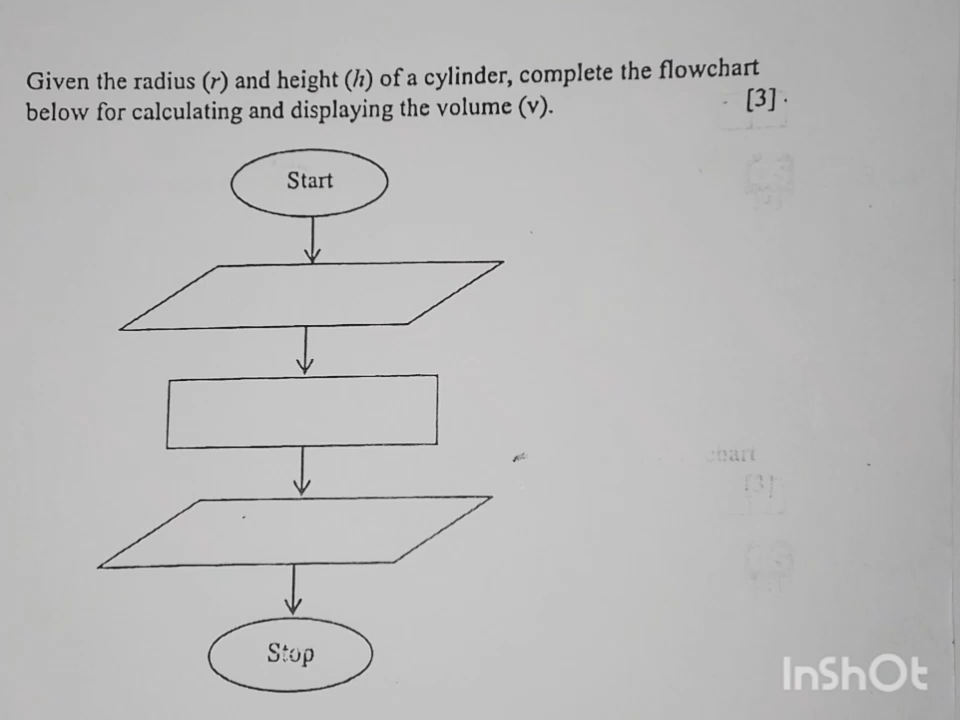 Given the radius (r) and height (h) of a cylinder, complete the flowchart
below for calculating and displaying the volume (v).
[3]
Start
Stop
InShOt